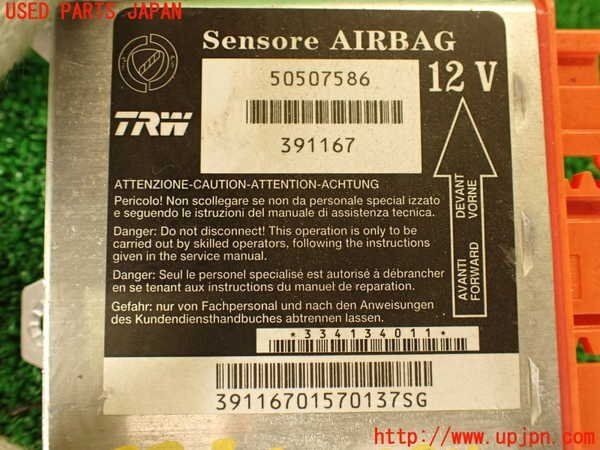 USED PARTS JAPAN
Sensore AIRBAG
50507586
12 V
TRW
391167
ATTENZIONE-CAUTION-ATTENTION-ACHTUNG
Pericolo! Non scollegare se non da personale special izzato
e seguendo le istruzioni del manuale di assistenza tecnica.
Danger: Do not disconnect! This operation is only to be
carried out by skilled operators, following the instructions
given in the service manual.
Danger: Seul le personel specialisé est autorisé à débrancher
en se tenant aux instructions du manuel de reparation.
Gefahr: nur von Fachpersonal und nach den Anweisungen
des Kundendiensthandbuches abtrennen lassen.
DEVANT
VORNE
AVANTI
FORWARD
*334134011*
39116701570137SG
http://www.upjpn.com/